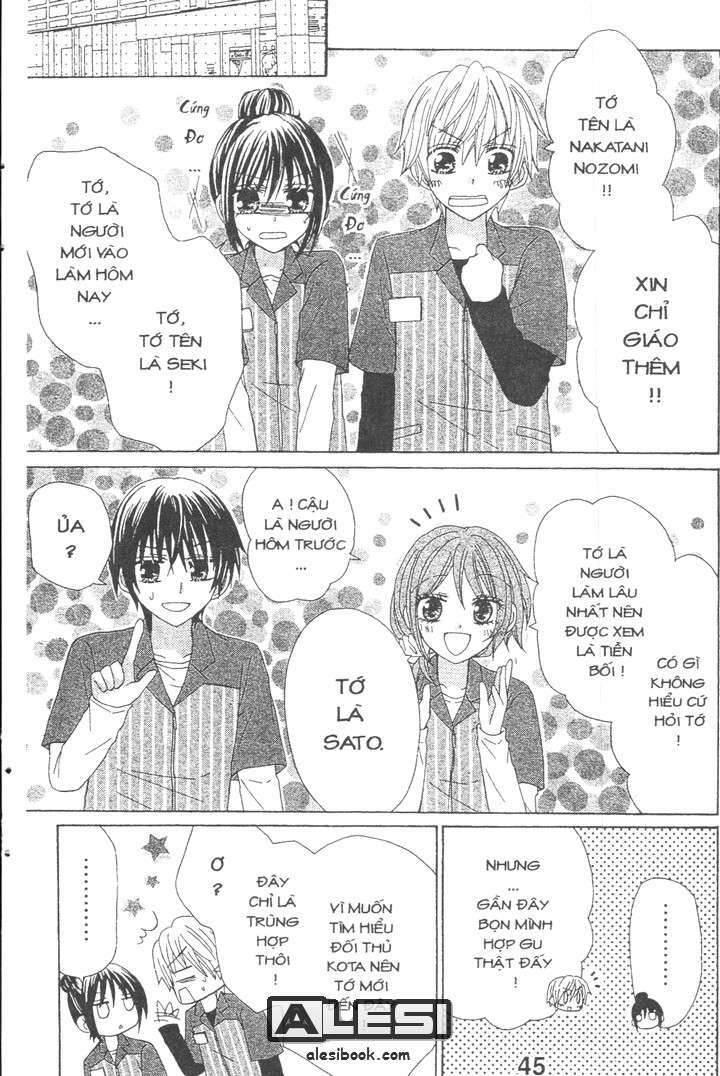 TỚ
TÊN LÀ
NAKATANI
NOZOMI
!!
XIN
CHỈ
GIÁO
THÊM
!!
Cứng
Đơ
...
Cứng
Đơ
...
TỚ,
TỚ LÀ
NGƯỜI
MỚI VÀO
LÀM HÔM
NAY
...
TỚ,
TỚ TÊN
LÀ SEKI
!
TỚ LÀ
NGƯỜI
LÀM LÂU
NHẤT NÊN
ĐƯỢC XEM
LÀ TIỀN
BỐI !
CÓ GÌ
KHÔNG
HIỂU CỨ
HỎI TỚ
!
A ! CẬU
LÀ NGƯỜI
HÔM TRƯỚC
...
TỚ
LÀ
SATO.
ỦA
?
.......
NHƯNG
...
GẦN ĐÂY
BỌN MÌNH
HỢP GU
THẬT ĐẤY
!
VÌ MUỐN
TÌM HIỂU
ĐỐI THỦ
KOTA NÊN
TỚ MỚI
ĐẾN ĐÂY
Ơ
?
ĐÂY
CHỈ LÀ
TRÙNG
HỢP
THÔI
!
.......
ALESI
alesibook.com
45